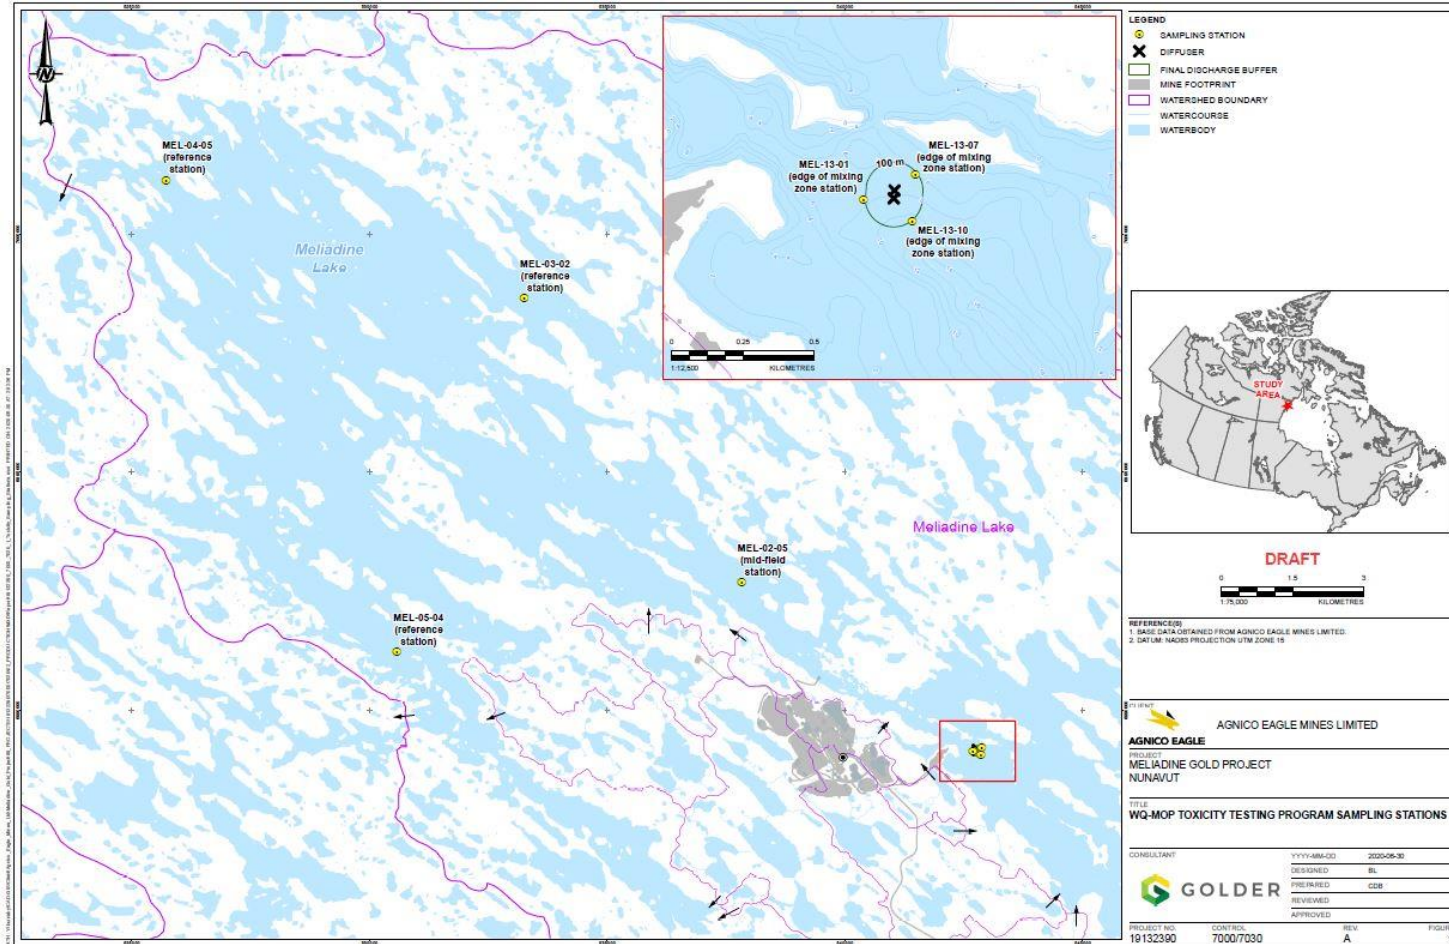 MEL-04-05
(reference
station)
Meliadine
Lake
MEL-03-02
(reference
station)
MEL-02-05
(mid-field
station)
MEL-05-04
(reference
station)
Meliadine Lake
MEL-13-01
(edge of mixing
zone station)
100 m
MEL-13-07
(edge of mixing
zone station)
MEL-13-10
(edge of mixing
zone station)
0 0.25 0.5
1:12,500 KILOMETRES
N
LEGEND
SAMPLING STATION
DIFFUSER
FINAL DISCHARGE BUFFER
MINE FOOTPRINT
WATERSHED BOUNDARY
WATERCOURSE
WATERBODY
STUDY
AREA
DRAFT
0 1.5 3
1:75,000 KILOMETRES
REFERENCE(S)
1. BASE DATA OBTAINED FROM AGNICO EAGLE MINES LIMITED.
2. DATUM: NAD83 PROJECTION UTM ZONE 15
CLIENT
AGNICO EAGLE MINES LIMITED
AGNICO EAGLE
PROJECT
MELIADINE GOLD PROJECT
NUNAVUT
TITLE
WQ-MOP TOXICITY TESTING PROGRAM SAMPLING STATIONS
CONSULTANT
GOLDER
YYYY-MM-DD 2020-06-30
DESIGNED BL
PREPARED CDB
REVIEWED
APPROVED
PROJECT NO. CONTROL REV.
19132390 7000/7030 A